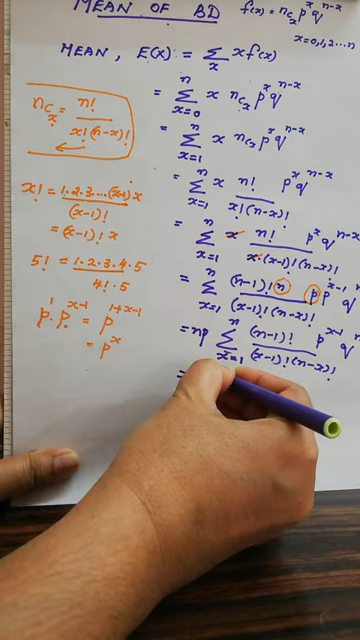 MEAN OF BD
f(x) = nCx p^x q^n-x
x=0,1,2...n
MEAN, E(X) = Σ_x x f(x)
= Σ_{x=0}^{n} x nCx p^x q^n-x
= Σ_{x=1}^{n} x nCx p^x q^n-x
= Σ_{x=1}^{n} x n!/x!(n-x)! p^x q^n-x
= Σ_{x=1}^{n} x n!/x·(x-1)!(n-x)! p^x q^n-x
= Σ_{x=1}^{n} (n-1)! n/(x-1)!(n-x)! p p^x-1 q^n
= np Σ_{x=1}^{n} (n-1)!/(x-1)!(n-x)! p^x-1 q^n
=
nCx = n!/x!(n-x)!
x! = 1·2·3...(x-1)x
(x-1)!
= (x-1)! x
5! = 1·2·3·4·5
4! · 5
p^1 · p^x-1 = p^1+x-1
= p^x